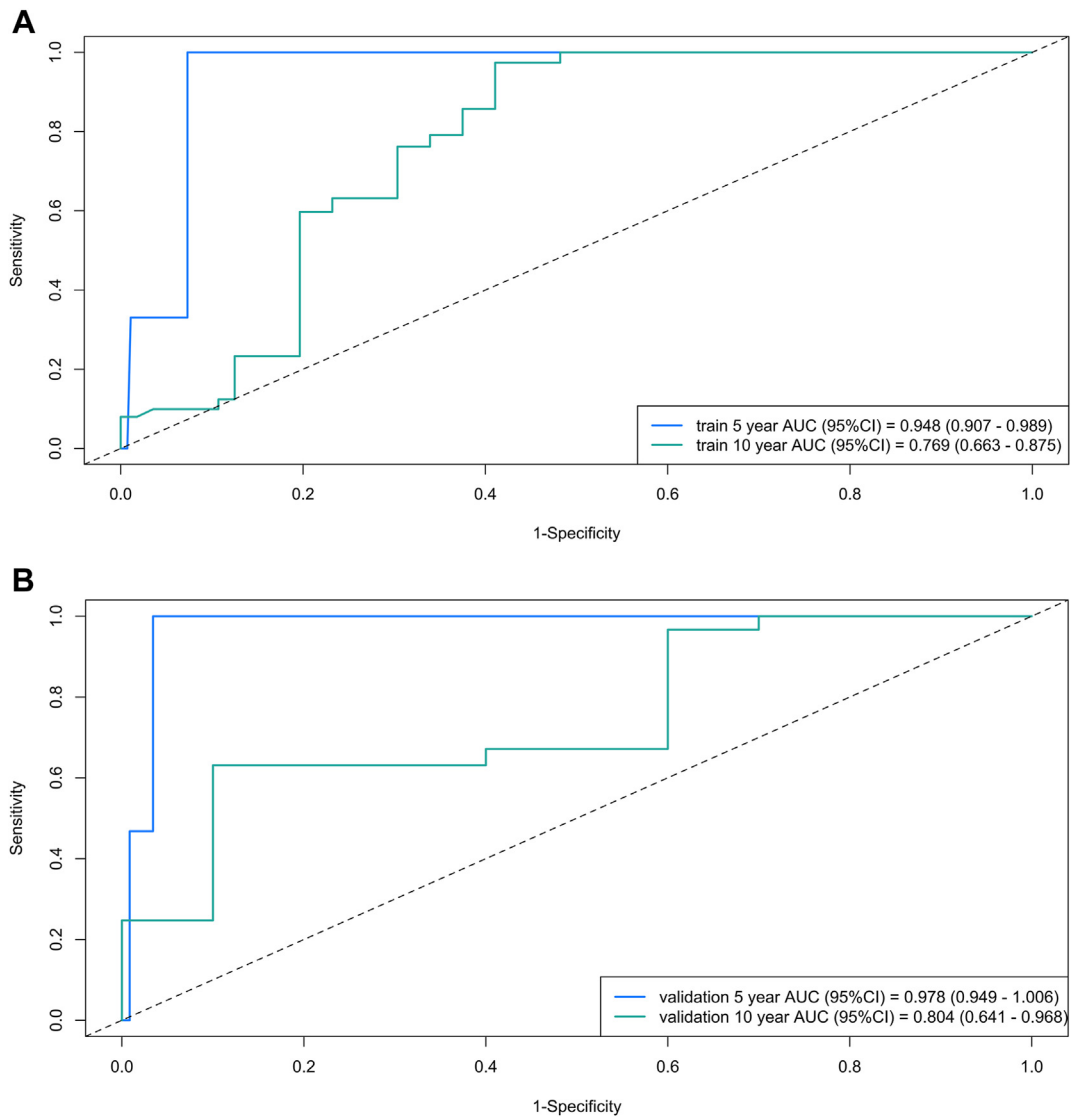 A
1.0
0.8
0.6
0.4
0.2
0.0
Sensitivity
train 5 year AUC (95%CI) = 0.948 (0.907 - 0.989)
train 10 year AUC (95%CI) = 0.769 (0.663 - 0.875)
0.0 0.2 0.4 0.6 0.8 1.0
1-Specificity
B
1.0
0.8
0.6
0.4
0.2
0.0
Sensitivity
validation 5 year AUC (95%CI) = 0.978 (0.949 - 1.006)
validation 10 year AUC (95%CI) = 0.804 (0.641 - 0.968)
0.0 0.2 0.4 0.6 0.8 1.0
1-Specificity